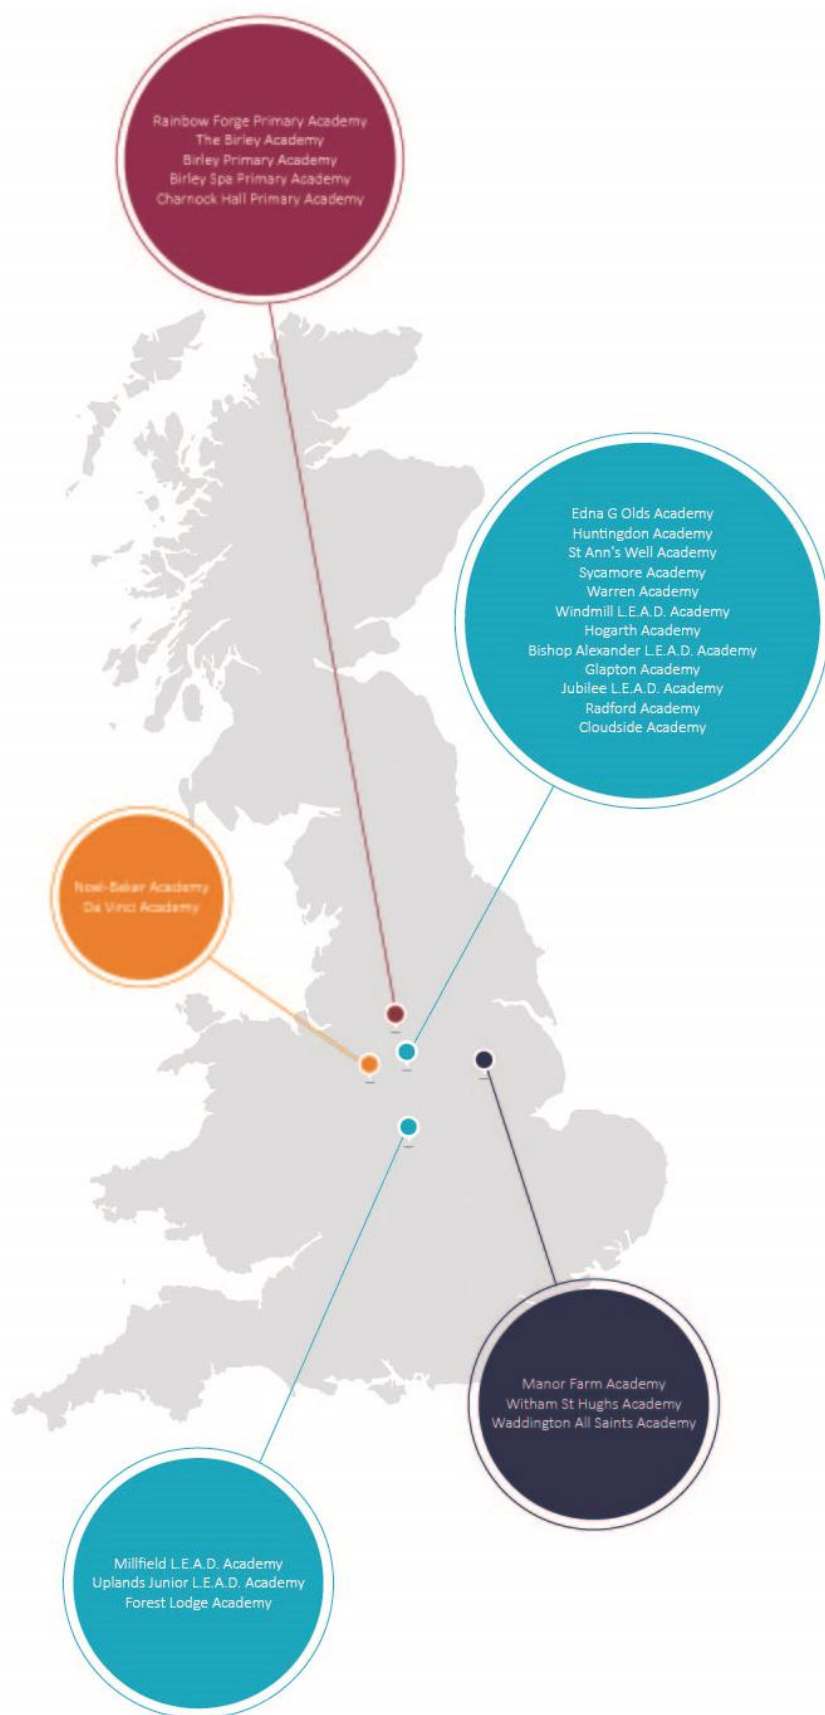 Rainbow Forge Primary Academy
The Birley Academy
Birley Primary Academy
Birley Spa Primary Academy
Charnock Hall Primary Academy
Edna G Olds Academy
Huntingdon Academy
St Ann's Well Academy
Sycamore Academy
Warren Academy
Windmill L.E.A.D. Academy
Hogarth Academy
Bishop Alexander L.E.A.D. Academy
Glapton Academy
Jubilee L.E.A.D. Academy
Radford Academy
Cloudside Academy
Noel-Baker Academy
Da Vinci Academy
Manor Farm Academy
Witham St Hughs Academy
Waddington All Saints Academy
Millfield L.E.A.D. Academy
Uplands Junior L.E.A.D. Academy
Forest Lodge Academy